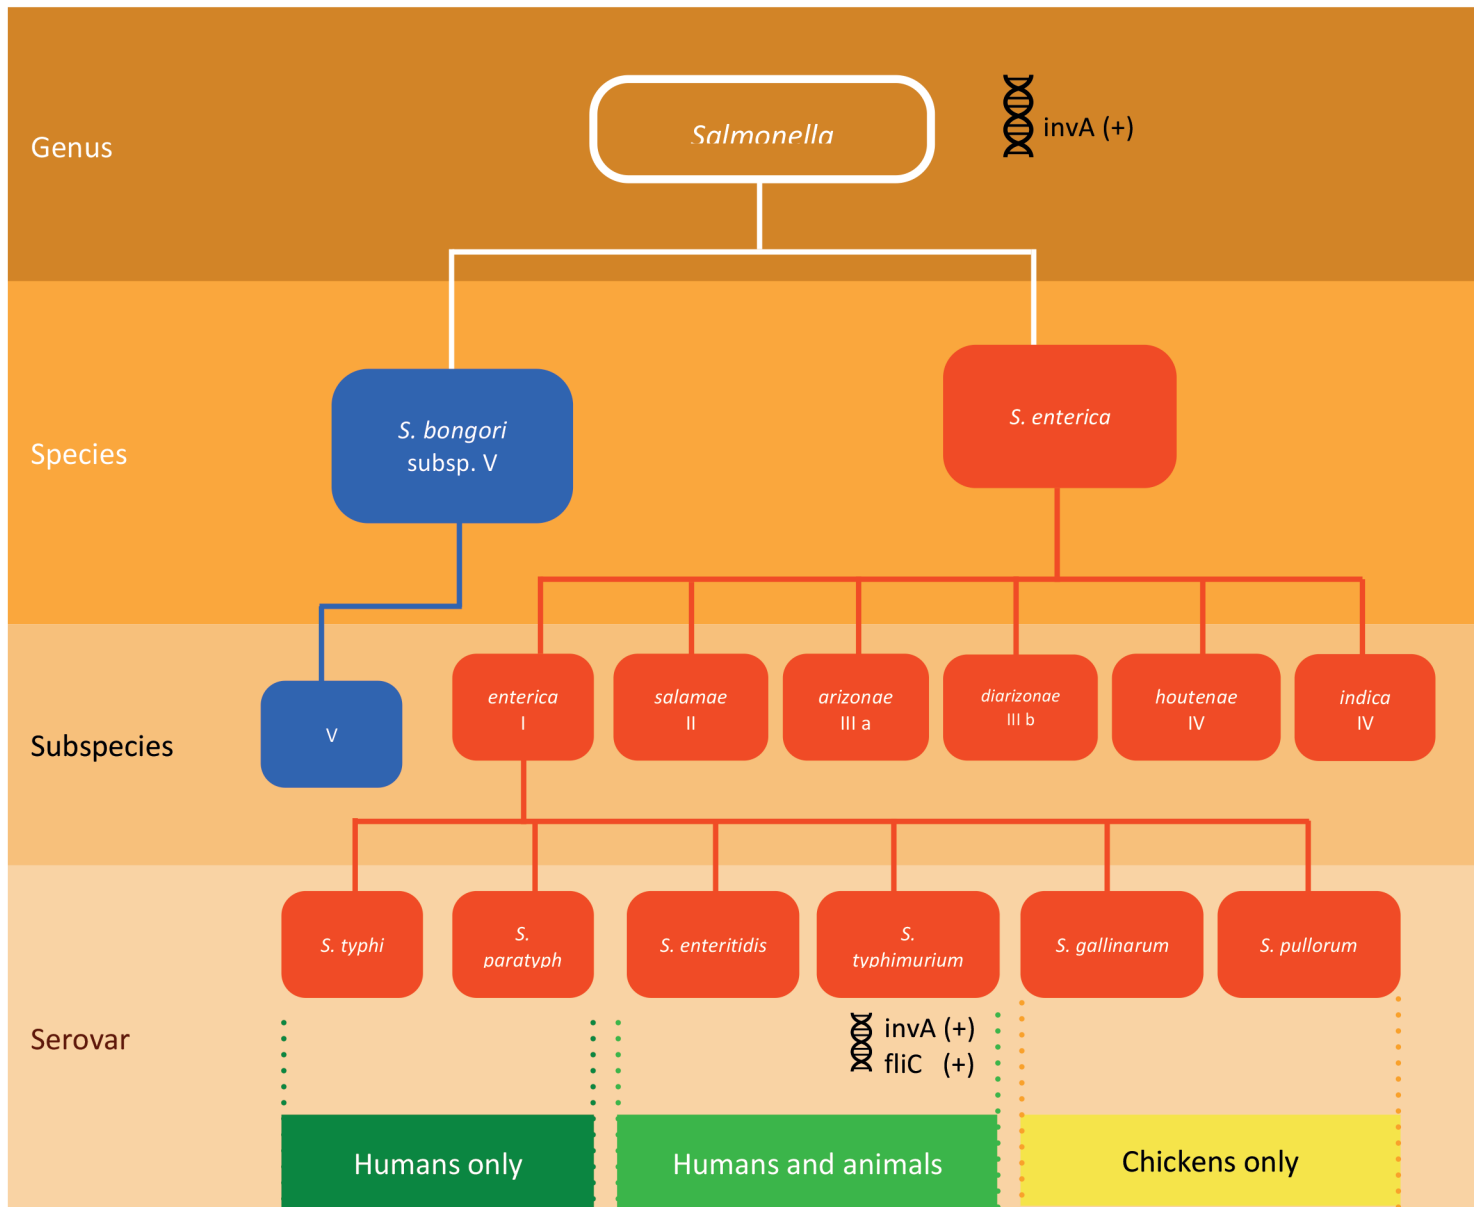 Genus
Salmonella
invA (+)
Species
S. bongori
subsp. V
S. enterica
Subspecies
V
enterica
I
salamae
II
arizonae
III a
diarizonae
III b
houtenae
IV
indica
IV
Serovar
S. typhi
S.
paratyph
S. enteritidis
S.
typhimurium
S. gallinarum
S. pullorum
invA (+)
fliC (+)
Humans only
Humans and animals
Chickens only